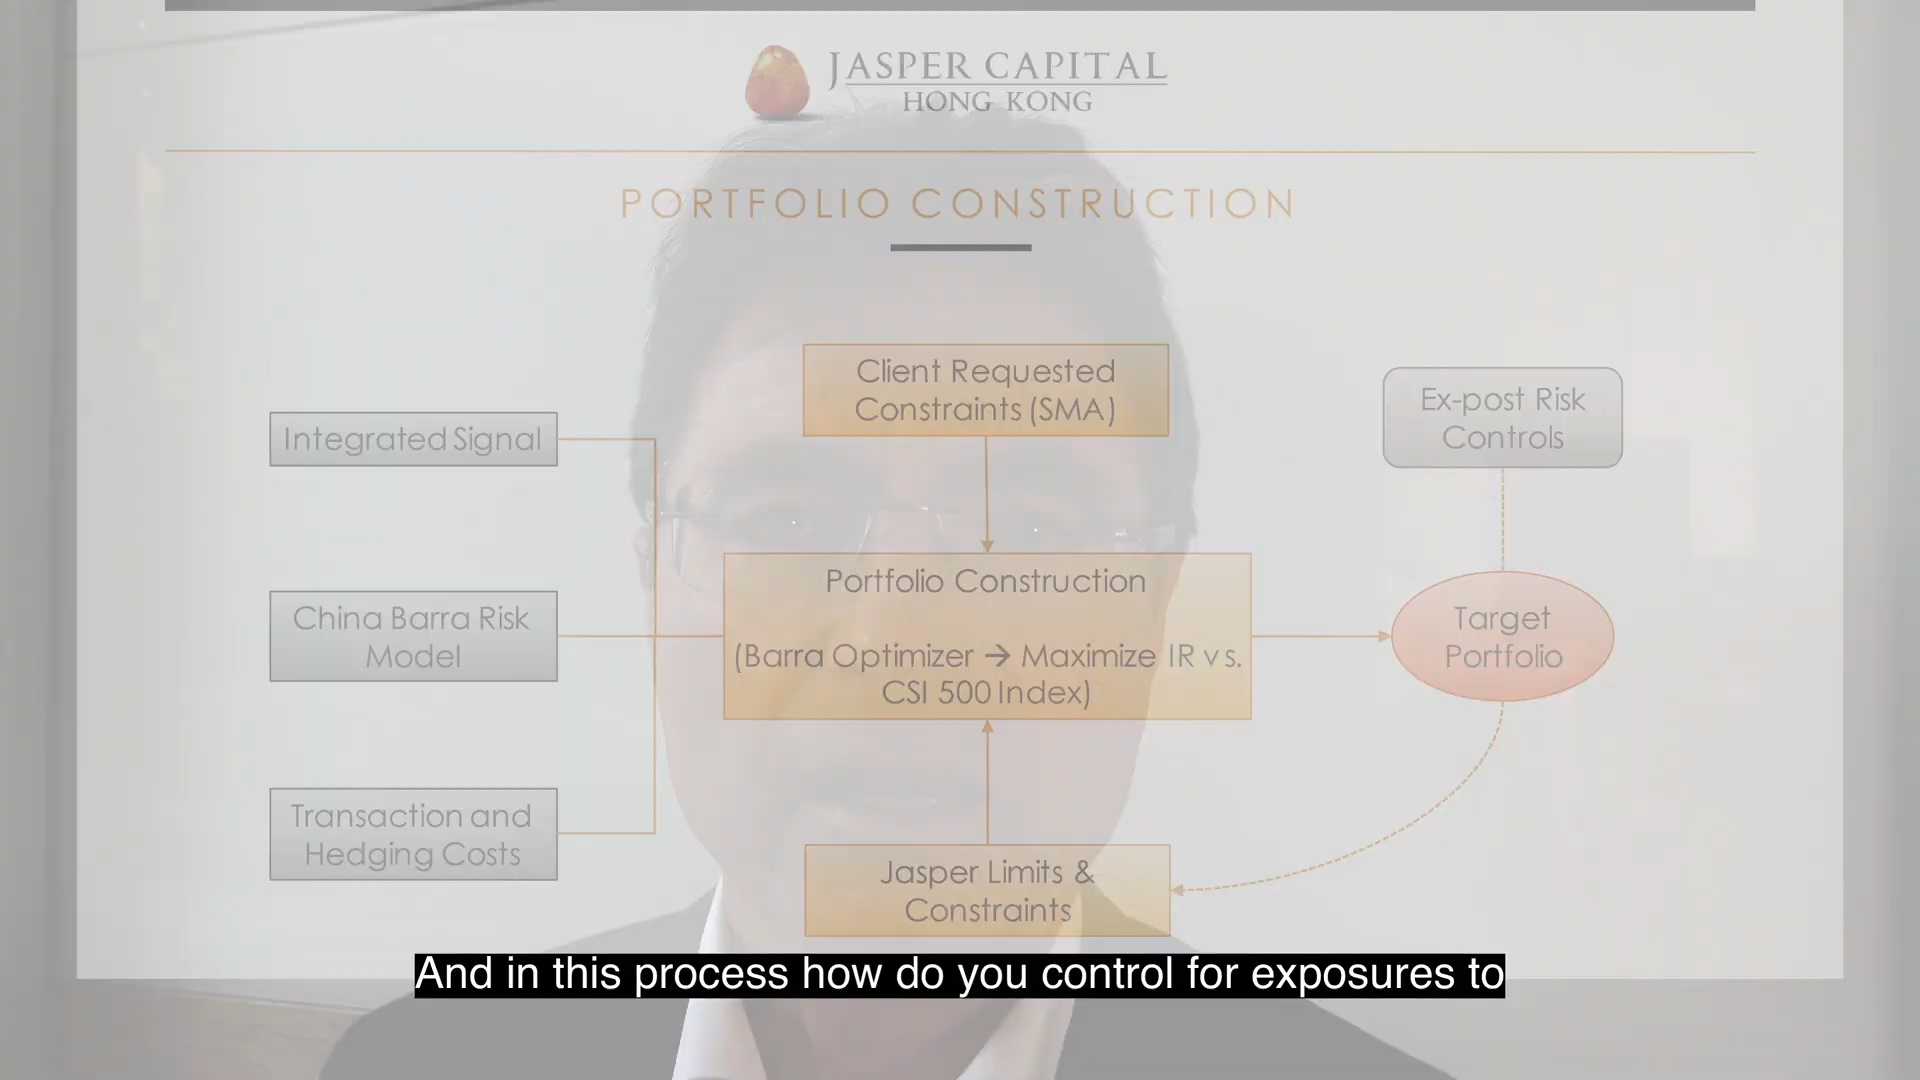 JASPER CAPITAL
HONG KONG
PORTFOLIO CONSTRUCTION
Client Requested
Constraints (SMA)
Ex-post Risk
Controls
Integrated Signal
China Barra Risk
Model
Portfolio Construction
(Barra Optimizer → Maximize IR vs.
CSI 500 Index)
Target
Portfolio
Transaction and
Hedging Costs
Jasper Limits &
Constraints
And in this process how do you control for exposures to